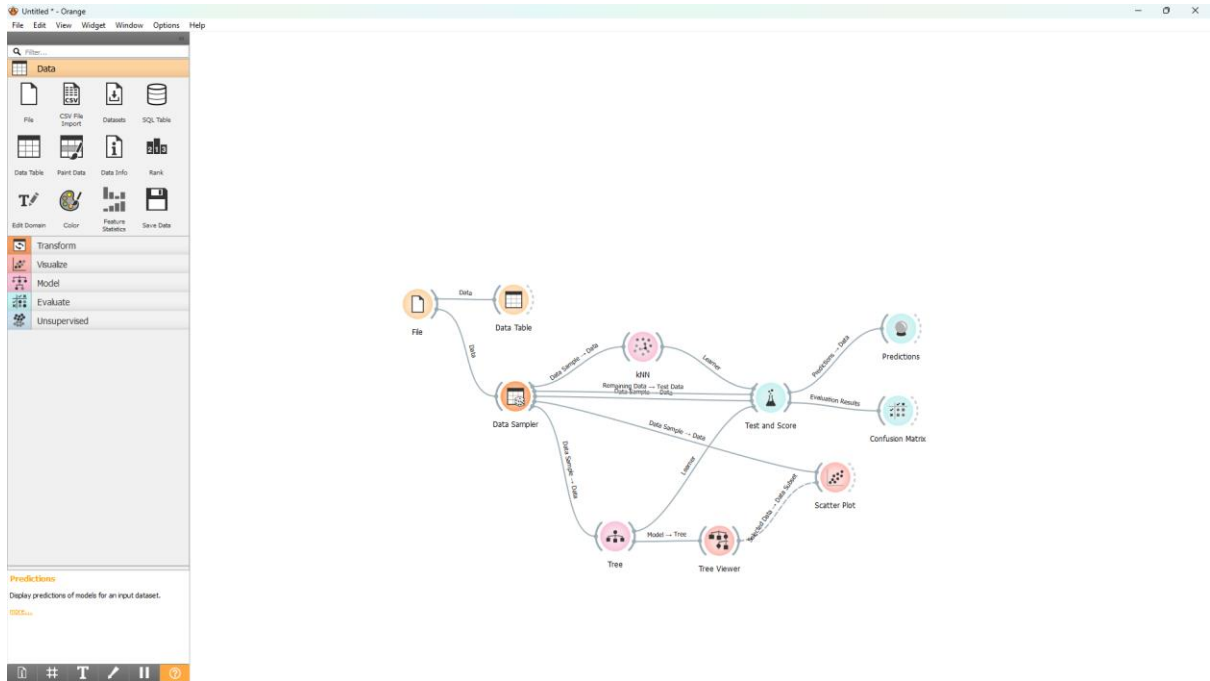 Untitled * - Orange
File Edit View Widget Window Options Help
Filter...
Data
File
CSV File Import
Datasets
SQL Table
Data Table
Paint Data
Data Info
Rank
Edit Domain
Color
Feature Statistics
Save Data
Transform
Visualize
Model
Evaluate
Unsupervised
Predictions
Display predictions of models for an input dataset.
more...
File
Data
Data Table
Data
Data Sampler
Data Sample → Data
kNN
Learner
Remaining Data → Test Data
Data Sample → Data
Test and Score
Predictions → Data
Predictions
Evaluation Results
Confusion Matrix
Data Sample → Data
Scatter Plot
Data Sample → Data
Learner
Tree
Model → Tree
Tree Viewer
Selected Data → Data Subset